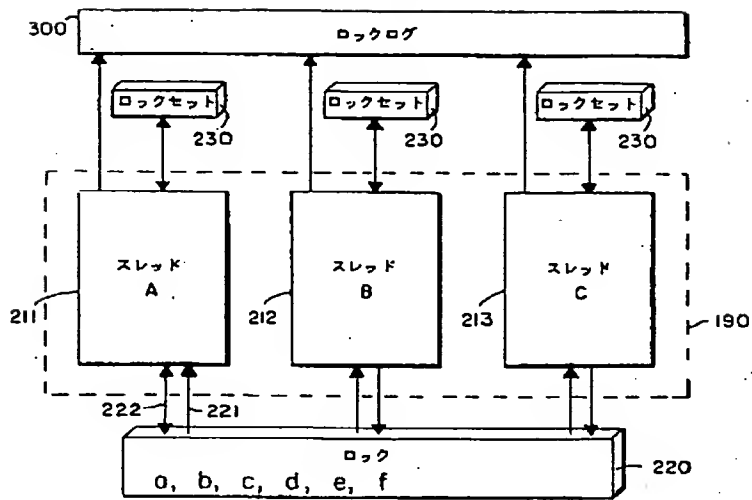 300
ロックログ
ロックセット
ロックセット
ロックセット
230
230
230
スレッド
A
スレッド
B
スレッド
C
211
212
213
190
222
221
ロック
a, b, c, d, e, f
220